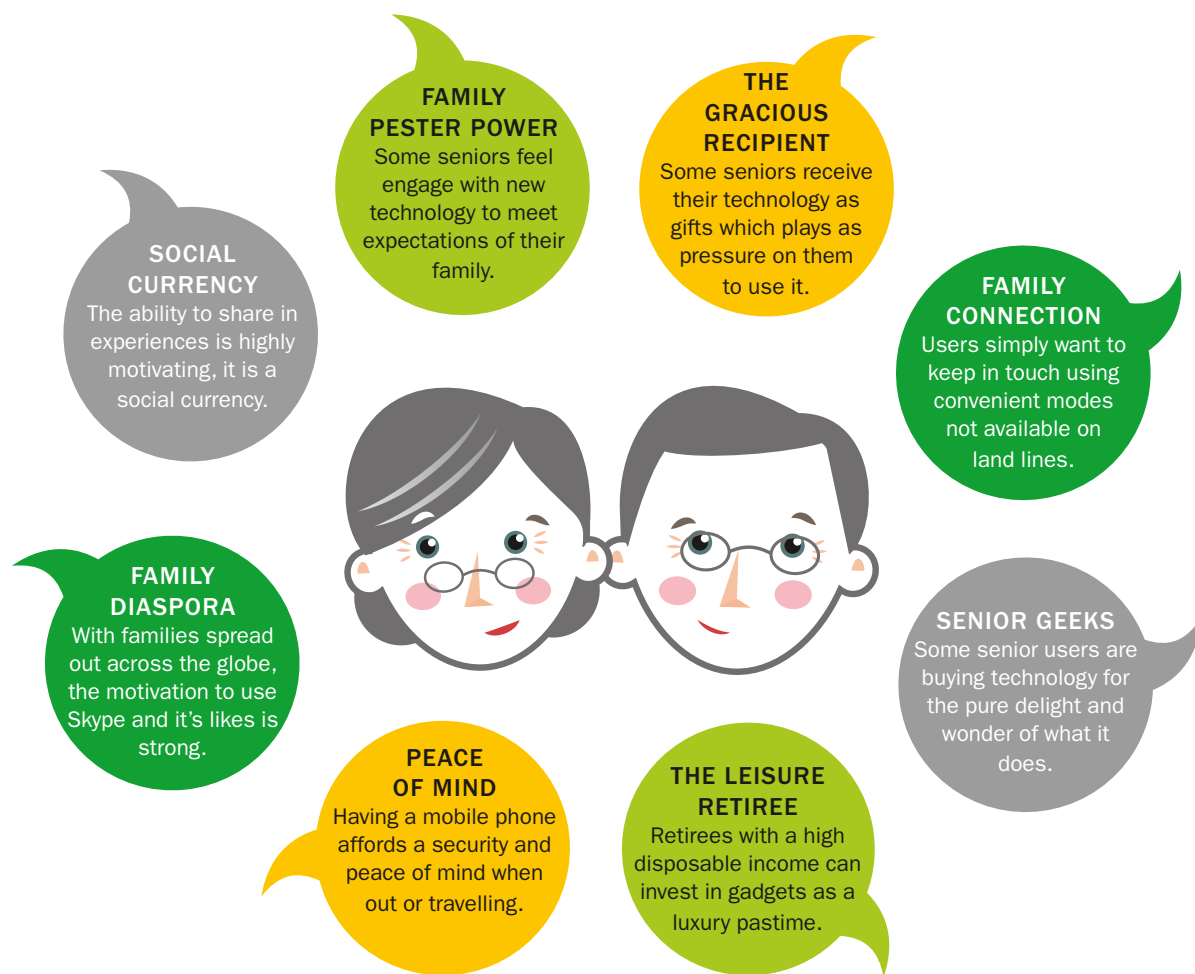 FAMILY
PESTER POWER
Some seniors feel
engage with new
technology to meet
expectations of their
family.
THE
GRACIOUS
RECIPIENT
Some seniors receive
their technology as
gifts which plays as
pressure on them
to use it.
SOCIAL
CURRENCY
The ability to share in
experiences is highly
motivating, it is a
social currency.
FAMILY
CONNECTION
Users simply want to
keep in touch using
convenient modes
not available on
land lines.
FAMILY
DIASPORA
With families spread
out across the globe,
the motivation to use
Skype and it's likes is
strong.
SENIOR GEEKS
Some senior users are
buying technology for
the pure delight and
wonder of what it
does.
PEACE
OF MIND
Having a mobile phone
affords a security and
peace of mind when
out or travelling.
THE LEISURE
RETIREE
Retirees with a high
disposable income can
invest in gadgets as a
luxury pastime.